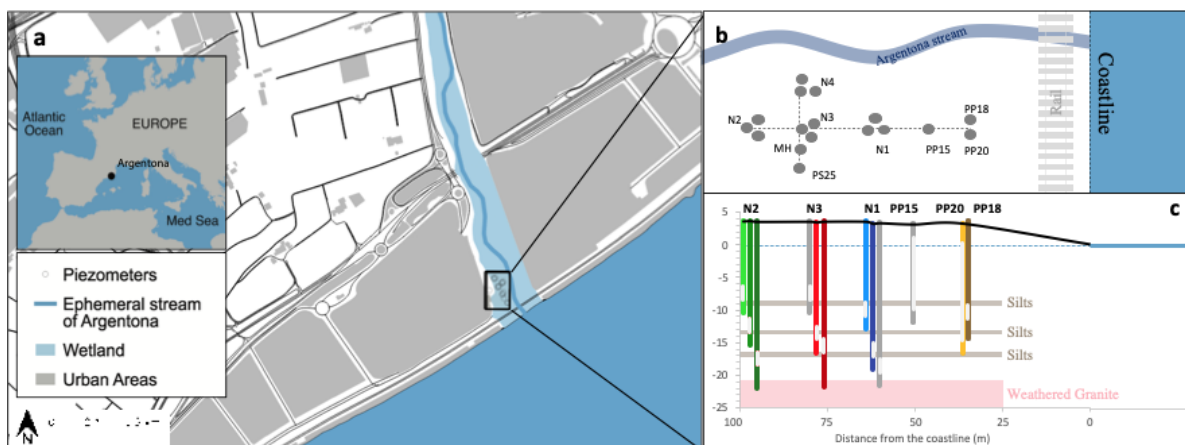 a
Atlantic
Ocean
EUROPE
Argentona
Med Sea
Piezometers
Ephemeral stream
of Argentona
Wetland
Urban Areas
N
b
Argentona stream
Rail
Coastline
N4
N2
N3
PP18
MH
N1
PP15
PP20
PS25
c
N2 N3 N1 PP15 PP20 PP18
5
0
-5
-10
-15
-20
-25
Silts
Silts
Silts
Weathered Granite
100 75 50 25 0
Distance from the coastline (m)